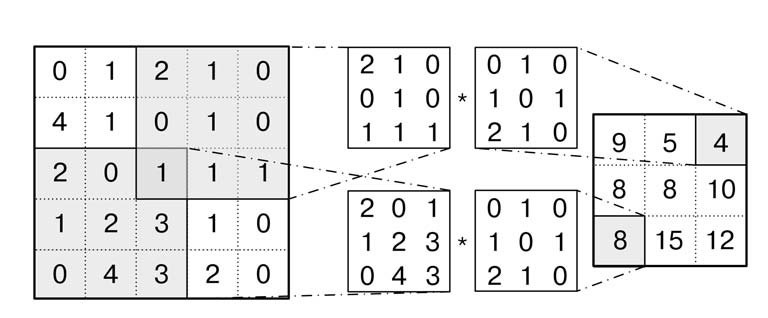 0 1 2 1 0
4 1 0 1 0
2 0 1 1 1
1 2 3 1 0
0 4 3 2 0
2 1 0
0 1 0
1 1 1
*
0 1 0
1 0 1
2 1 0
2 0 1
1 2 3
0 4 3
*
0 1 0
1 0 1
2 1 0
9 5 4
8 8 10
8 15 12